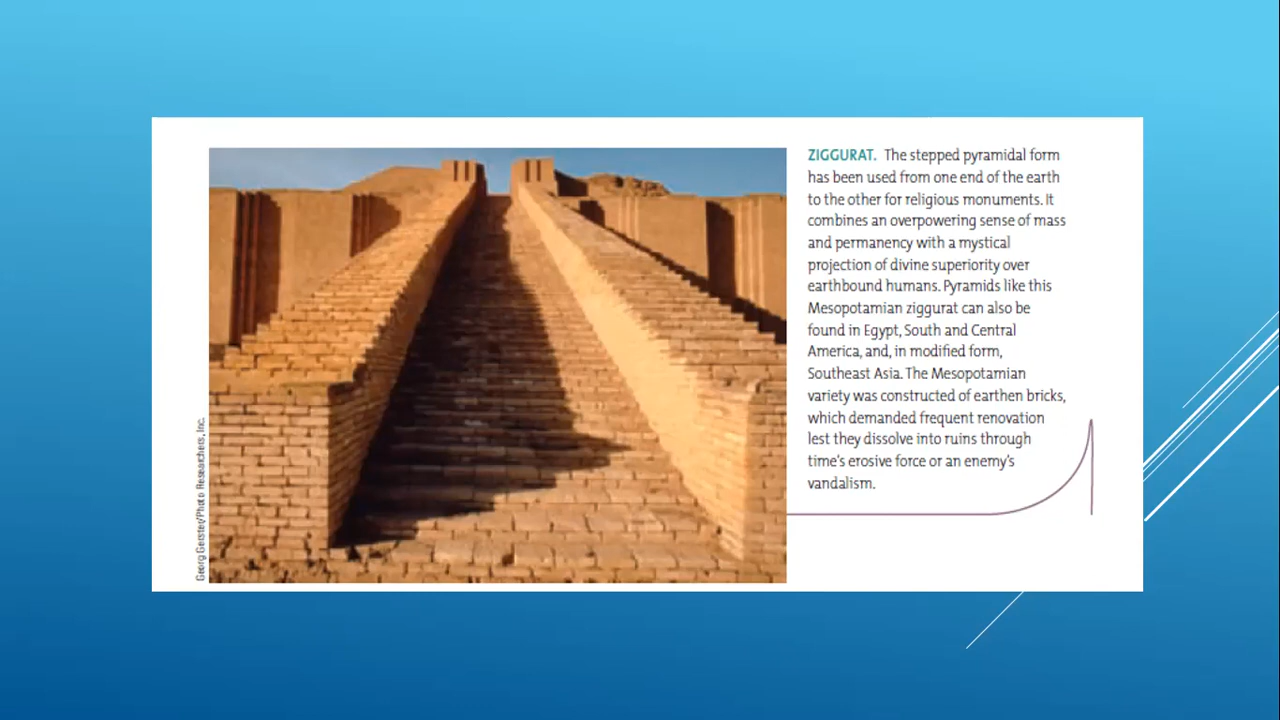 ZIGGURAT. The stepped pyramidal form
has been used from one end of the earth
to the other for religious monuments. It
combines an overpowering sense of mass
and permanency with a mystical
projection of divine superiority over
earthbound humans. Pyramids like this
Mesopotamian ziggurat can also be
found in Egypt, South and Central
America, and, in modified form,
Southeast Asia. The Mesopotamian
variety was constructed of earthen bricks,
which demanded frequent renovation
lest they dissolve into ruins through
time's erosive force or an enemy's
vandalism.
Georg Gerster/Photo Researchers, Inc.